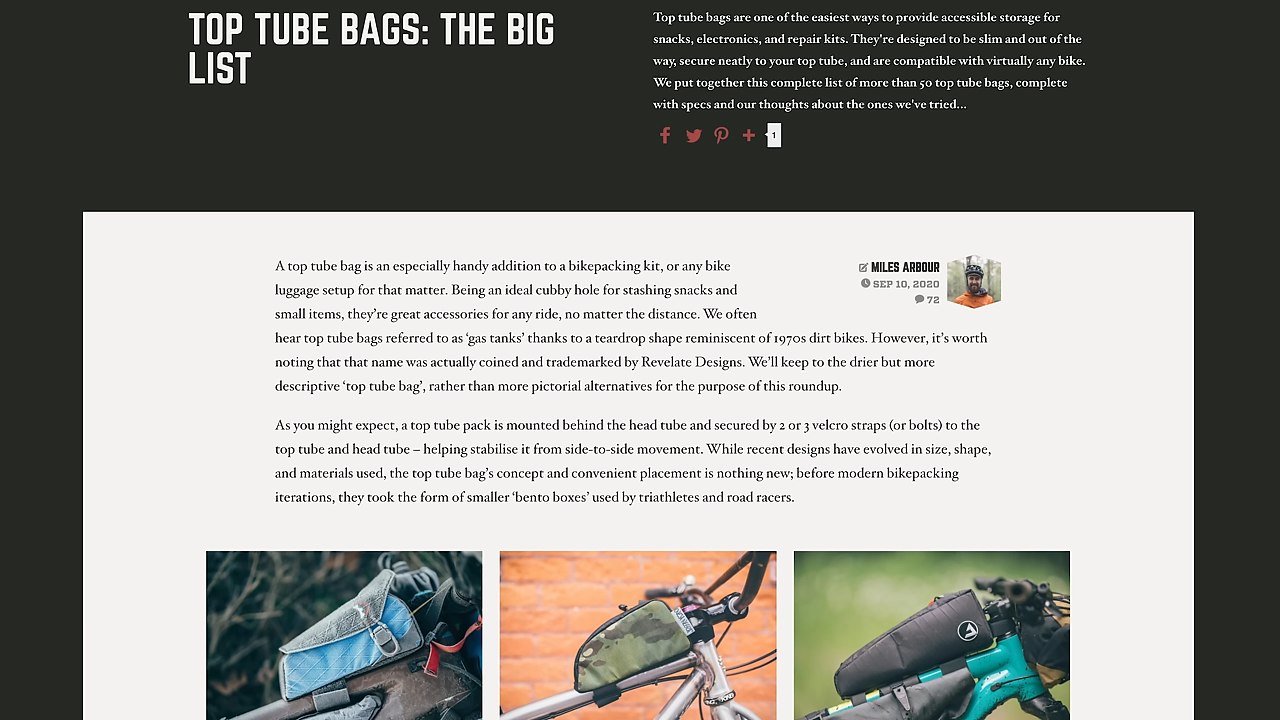 TOP TUBE BAGS: THE BIG
LIST
Top tube bags are one of the easiest ways to provide accessible storage for
snacks, electronics, and repair kits. They're designed to be slim and out of the
way, secure neatly to your top tube, and are compatible with virtually any bike.
We put together this complete list of more than 50 top tube bags, complete
with specs and our thoughts about the ones we've tried...
1
A top tube bag is an especially handy addition to a bikepacking kit, or any bike
luggage setup for that matter. Being an ideal cubby hole for stashing snacks and
small items, they’re great accessories for any ride, no matter the distance. We often
hear top tube bags referred to as ‘gas tanks’ thanks to a teardrop shape reminiscent of 1970s dirt bikes. However, it’s worth
noting that that name was actually coined and trademarked by Revelate Designs. We’ll keep to the drier but more
descriptive ‘top tube bag’, rather than more pictorial alternatives for the purpose of this roundup.
MILES ARBOUR
SEP 10, 2020
72
As you might expect, a top tube pack is mounted behind the head tube and secured by 2 or 3 velcro straps (or bolts) to the
top tube and head tube – helping stabilise it from side-to-side movement. While recent designs have evolved in size, shape,
and materials used, the top tube bag’s concept and convenient placement is nothing new; before modern bikepacking
iterations, they took the form of smaller ‘bento boxes’ used by triathletes and road racers.